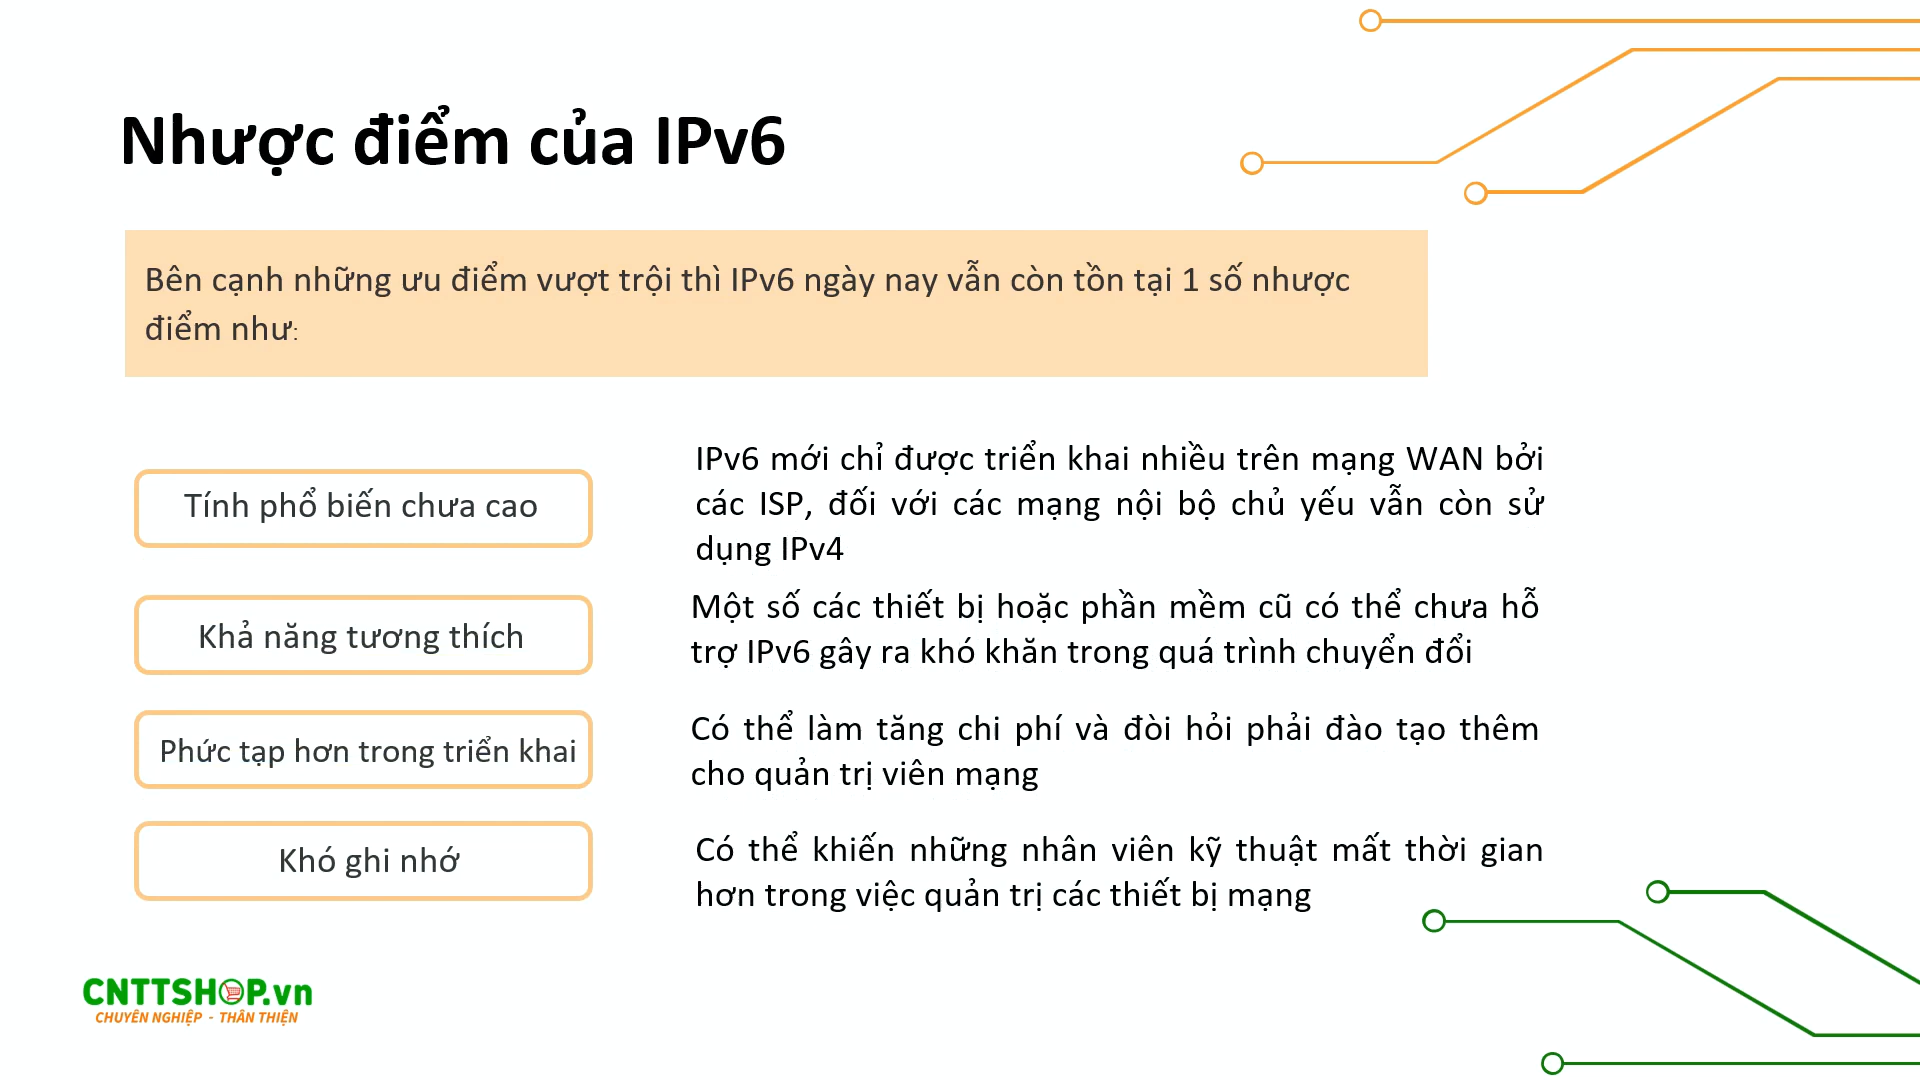 Nhược điểm của IPv6
Bên cạnh những ưu điểm vượt trội thì IPv6 ngày nay vẫn còn tồn tại 1 số nhược
điểm như:
Tính phổ biến chưa cao
IPv6 mới chỉ được triển khai nhiều trên mạng WAN bởi
các ISP, đối với các mạng nội bộ chủ yếu vẫn còn sử
dụng IPv4
Khả năng tương thích
Một số các thiết bị hoặc phần mềm cũ có thể chưa hỗ
trợ IPv6 gây ra khó khăn trong quá trình chuyển đổi
Phức tạp hơn trong triển khai
Có thể làm tăng chi phí và đòi hỏi phải đào tạo thêm
cho quản trị viên mạng
Khó ghi nhớ
Có thể khiến những nhân viên kỹ thuật mất thời gian
hơn trong việc quản trị các thiết bị mạng
CNTTSHOP.vn
CHUYÊN NGHIỆP - THÂN THIỆN